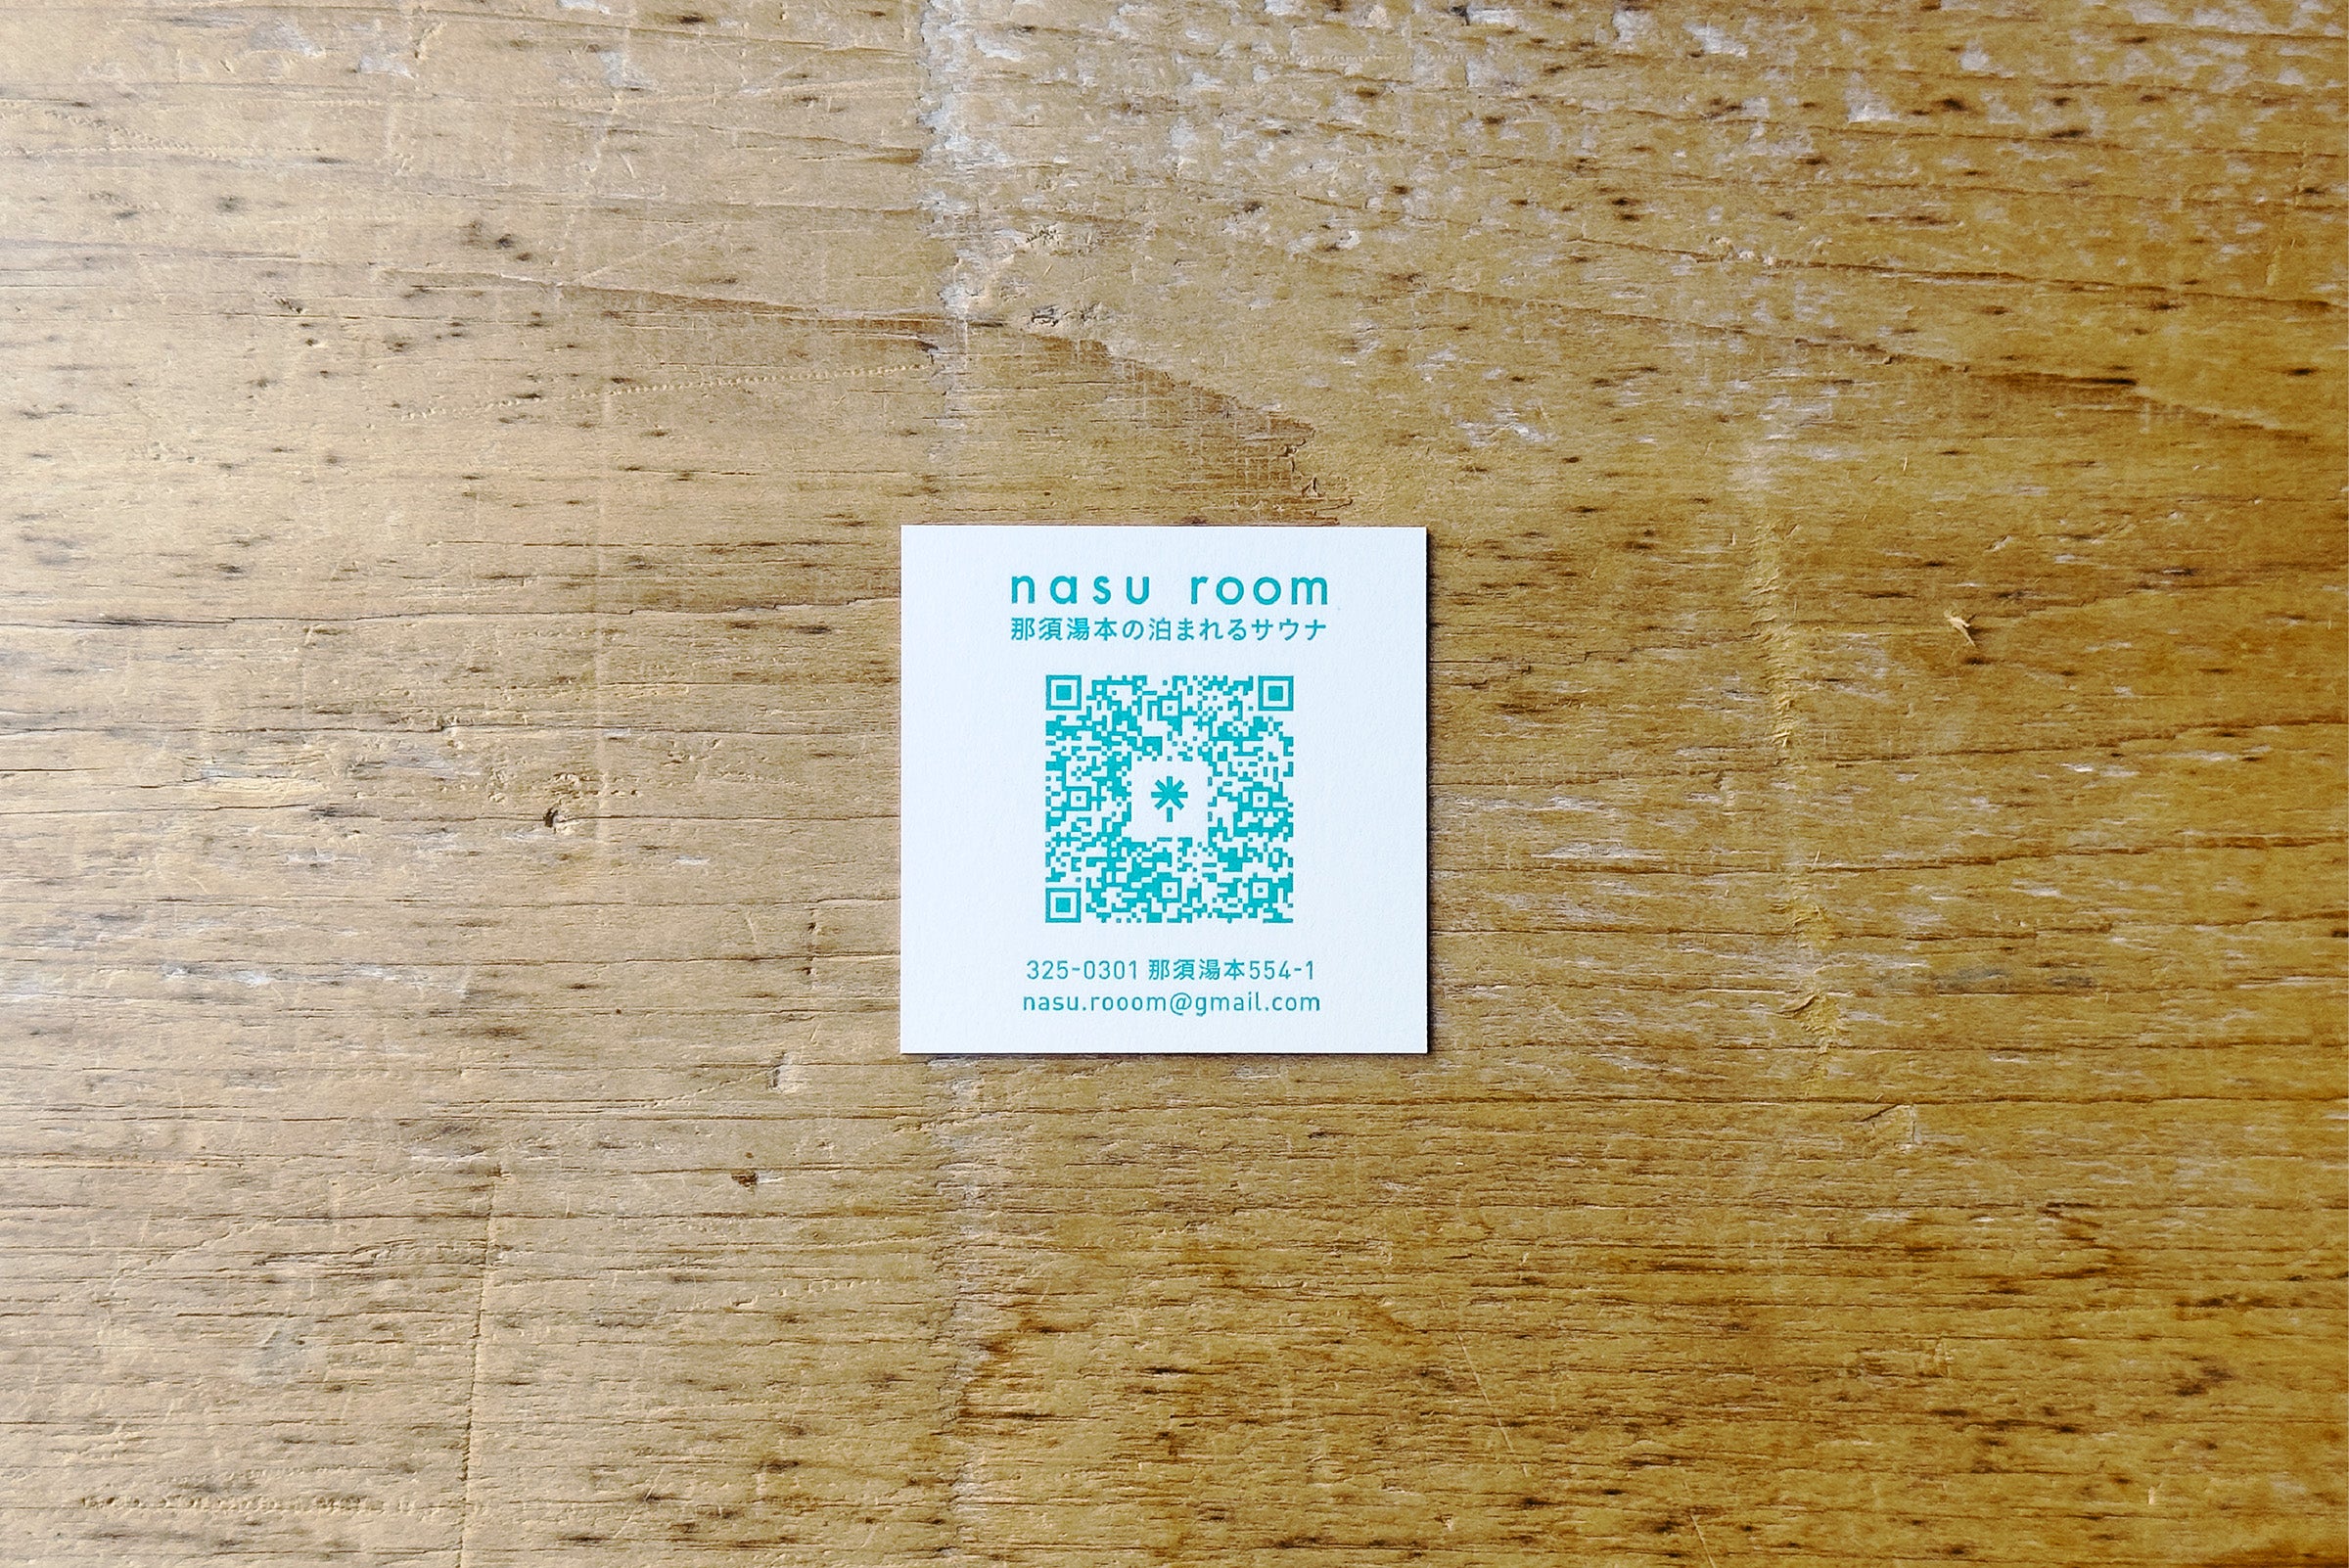 nasu room
那須湯本の泊まれるサウナ
325-0301 那須湯本554-1
nasu.rooom@gmail.com